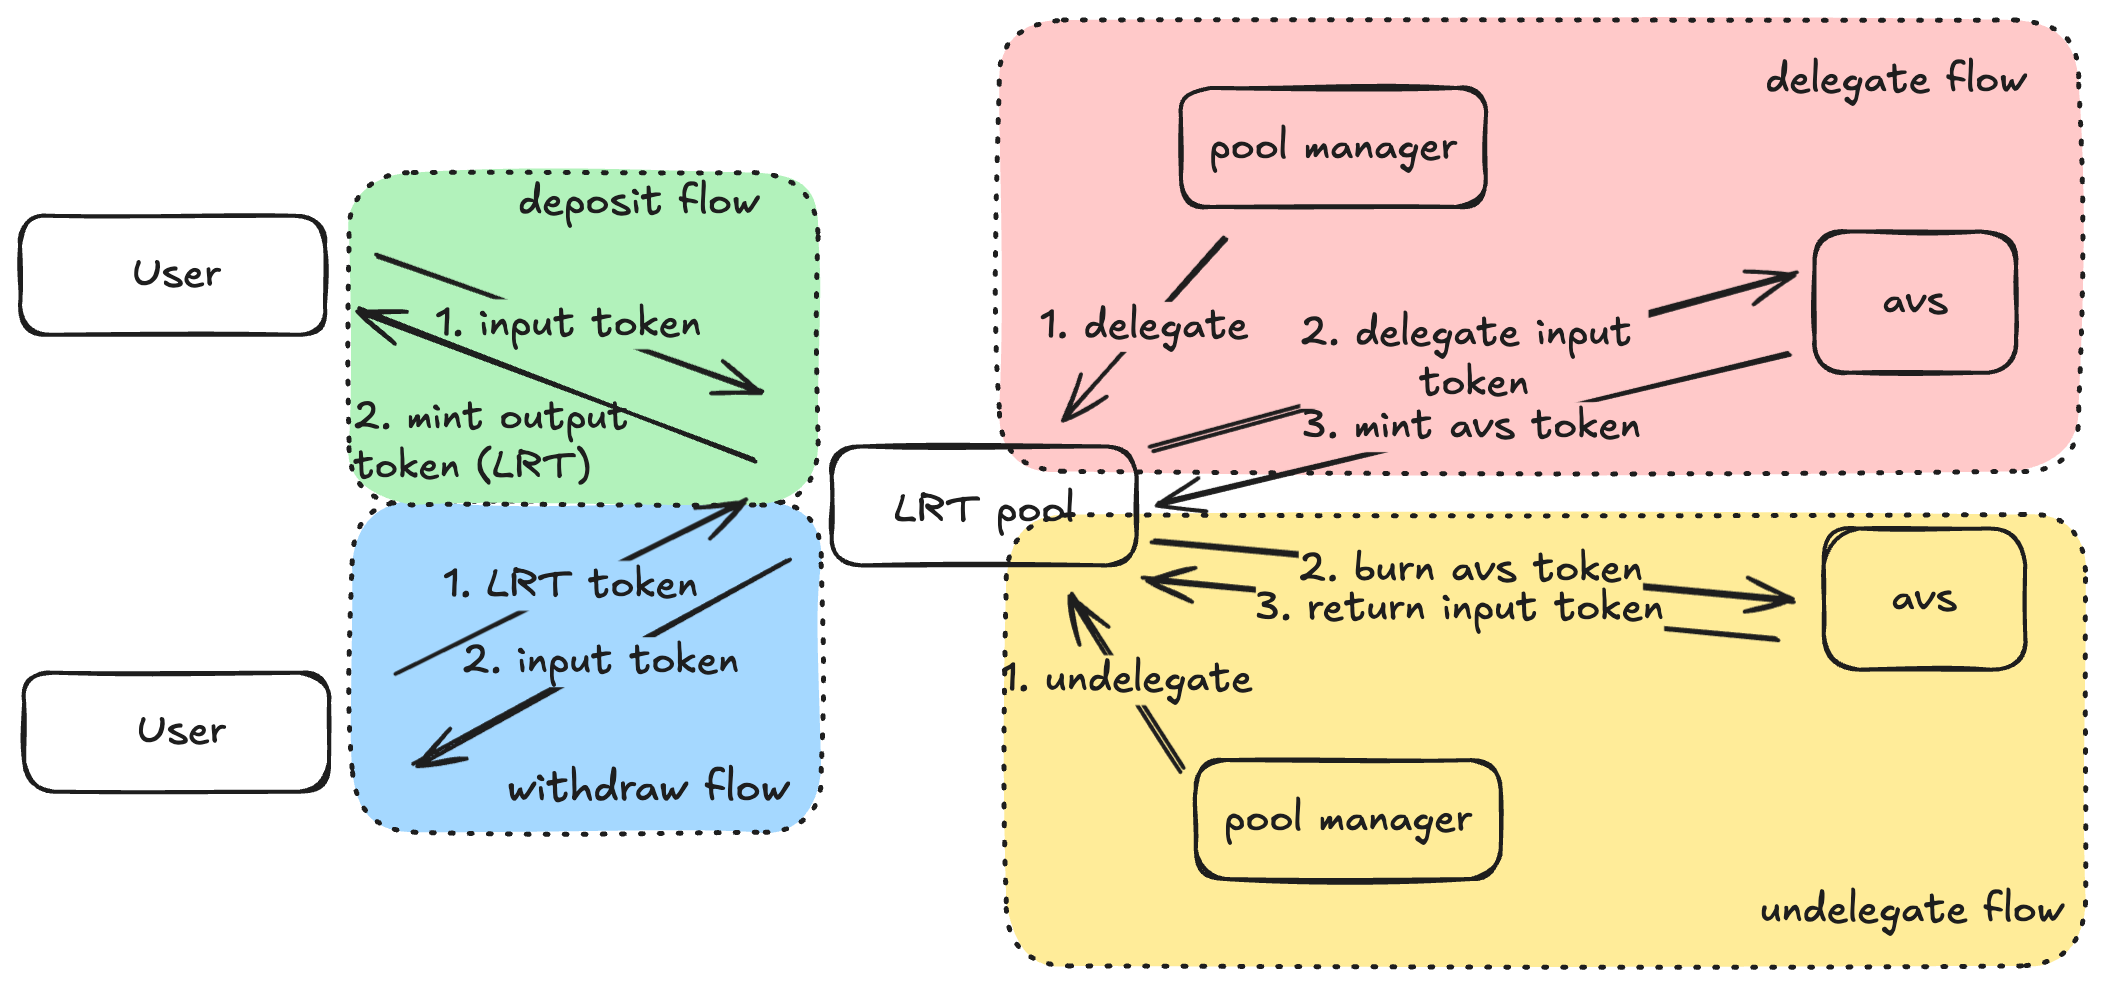 delegate flow
pool manager
deposit flow
User
avs
1. input token
1. delegate
2. delegate input
token
2. mint output
token (LRT)
3. mint avs token
LRT pool
1. LRT token
2. burn avs token
3. return input token
avs
2. input token
1. undelegate
User
withdraw flow
pool manager
undelegate flow